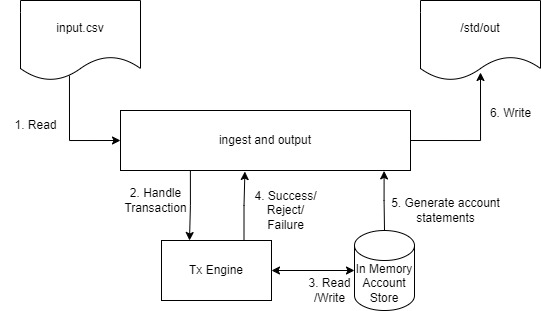 input.csv
/std/out
1. Read
ingest and output
6. Write
2. Handle
Transaction
4. Success/
Reject/
Failure
5. Generate account
statements
Tx Engine
3. Read
/Write
In Memory
Account
Store